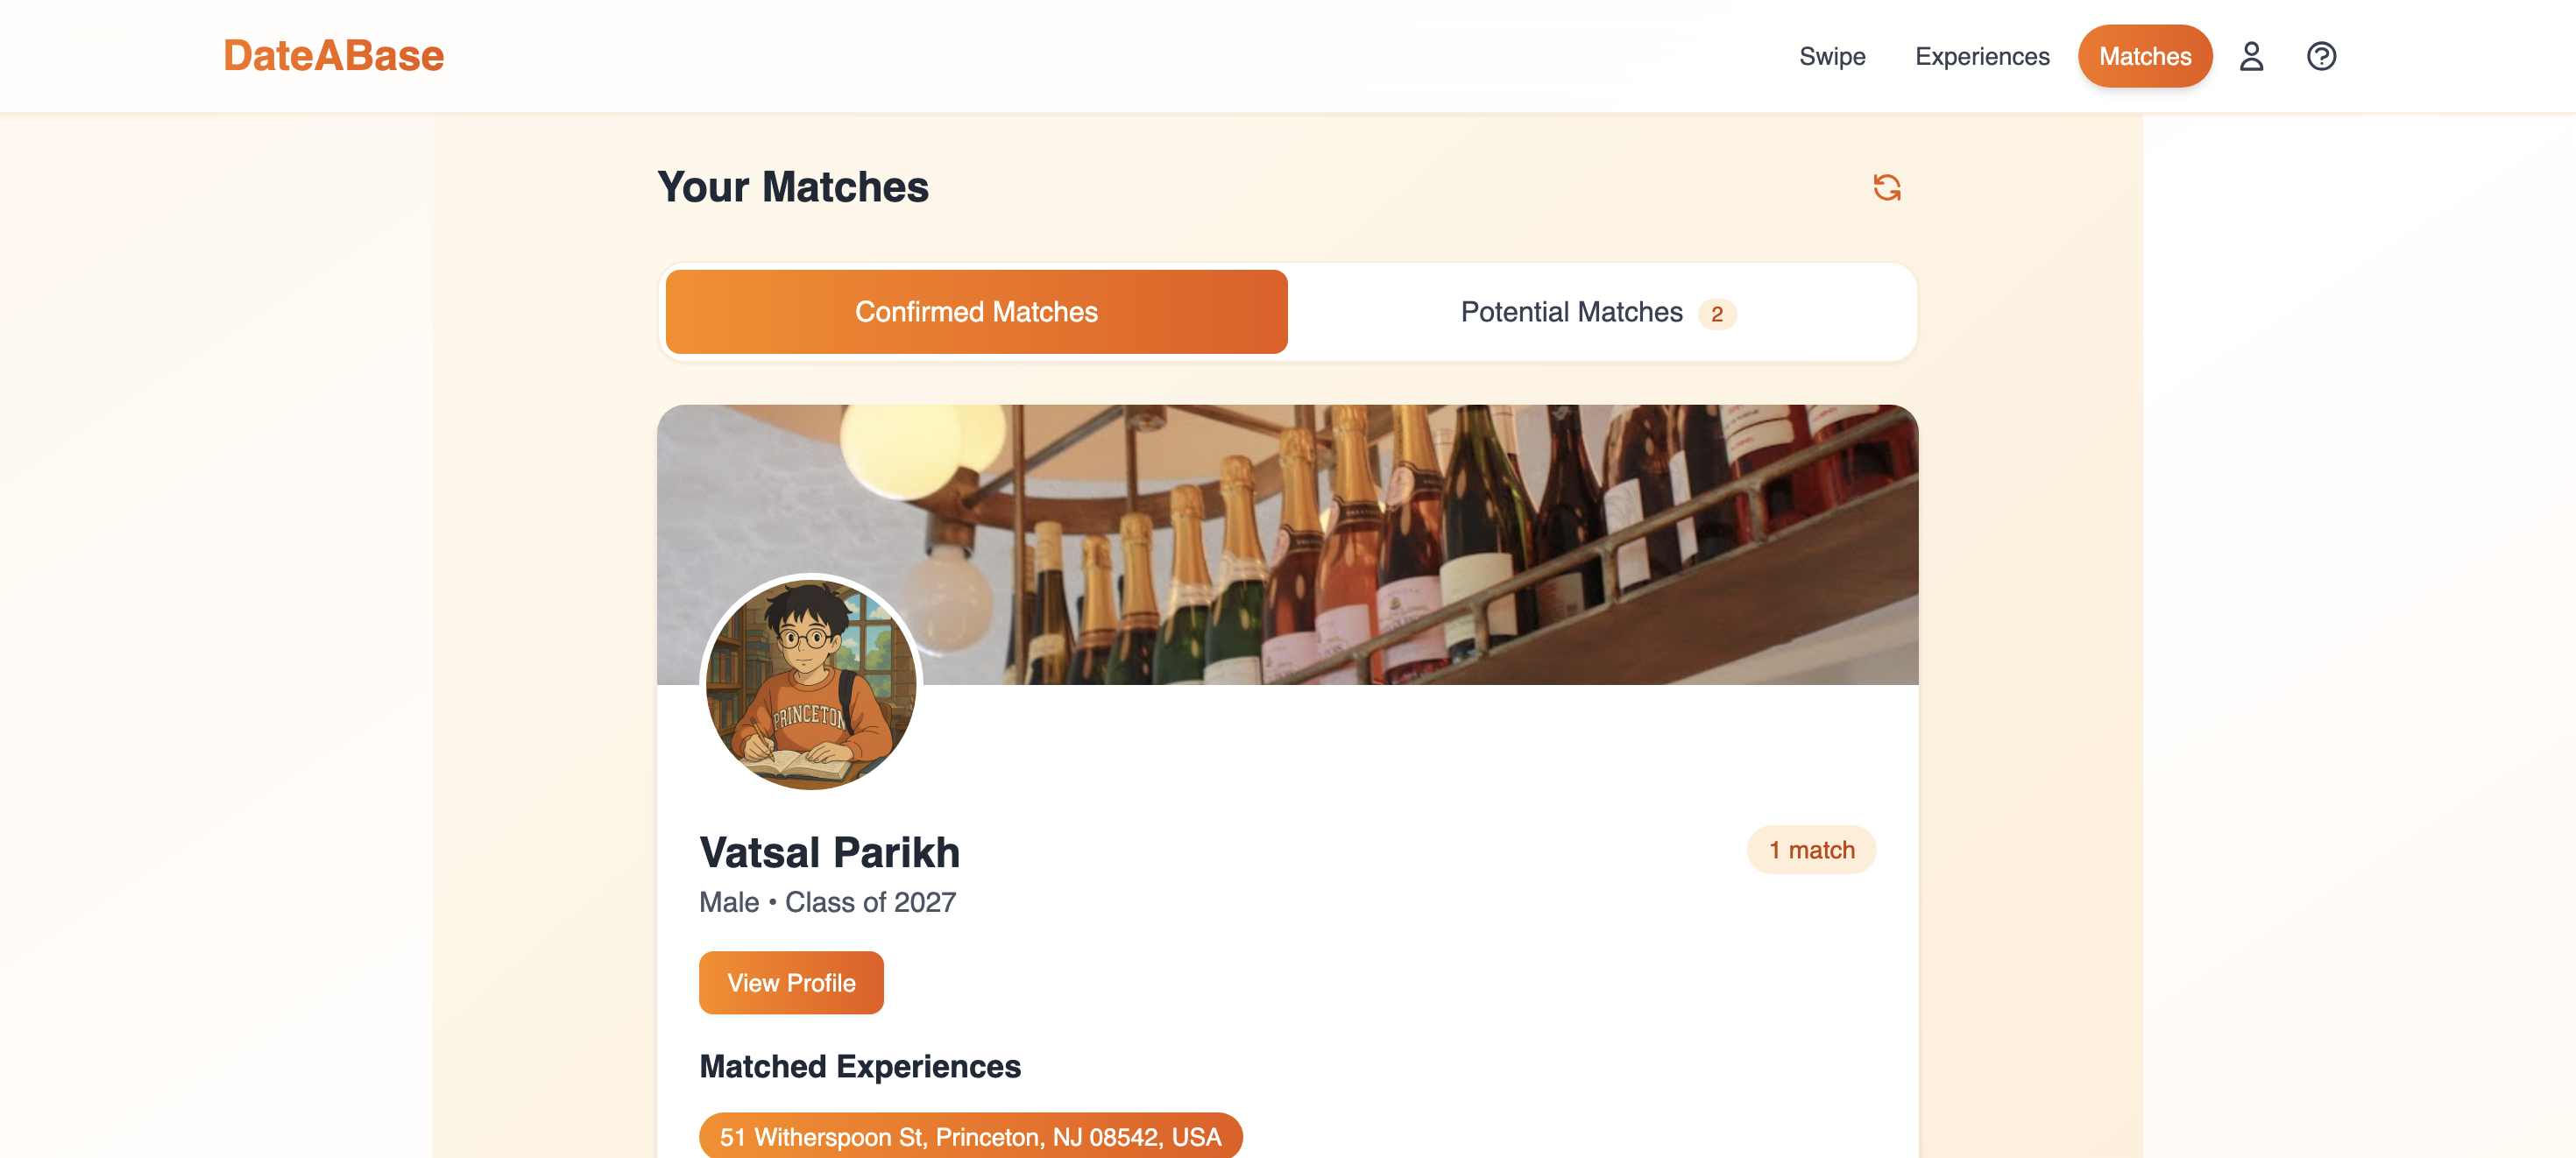 DateABase
Swipe Experiences Matches
Your Matches
Confirmed Matches
Potential Matches 2
PRINCETON
Vatsal Parikh
1 match
Male • Class of 2027
View Profile
Matched Experiences
51 Witherspoon St, Princeton, NJ 08542, USA